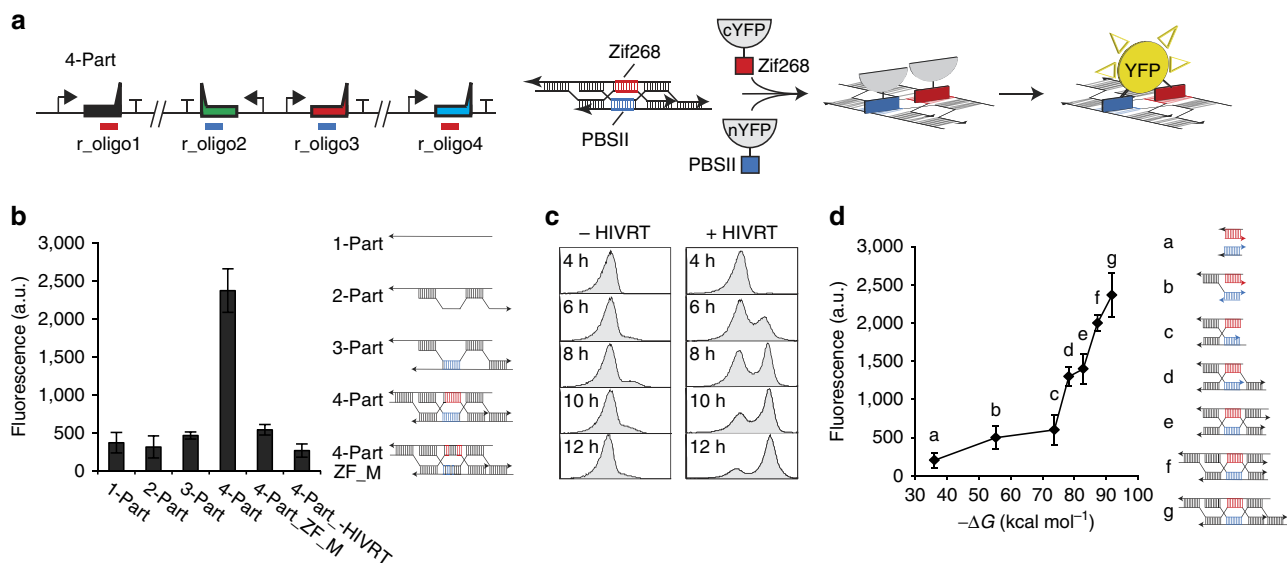 a
4-Part
r_oligo1
r_oligo2
r_oligo3
r_oligo4
Zif268
PBSII
cYFP
Zif268
nYFP
PBSII
YFP
b
Fluorescence (a.u.)
3,000
2,500
2,000
1,500
1,000
500
0
1-Part
2-Part
3-Part
4-Part
4-Part_ZF_M
4-Part_-HIVRT
1-Part
2-Part
3-Part
4-Part
4-Part
ZF_M
c
– HIVRT
+ HIVRT
4 h
4 h
6 h
6 h
8 h
8 h
10 h
10 h
12 h
12 h
d
Fluorescence (a.u.)
3,000
2,500
2,000
1,500
1,000
500
0
a
b
c
d
e
f
g
30 40 50 60 70 80 90 100
−ΔG (kcal mol⁻¹)
a
b
c
d
e
f
g